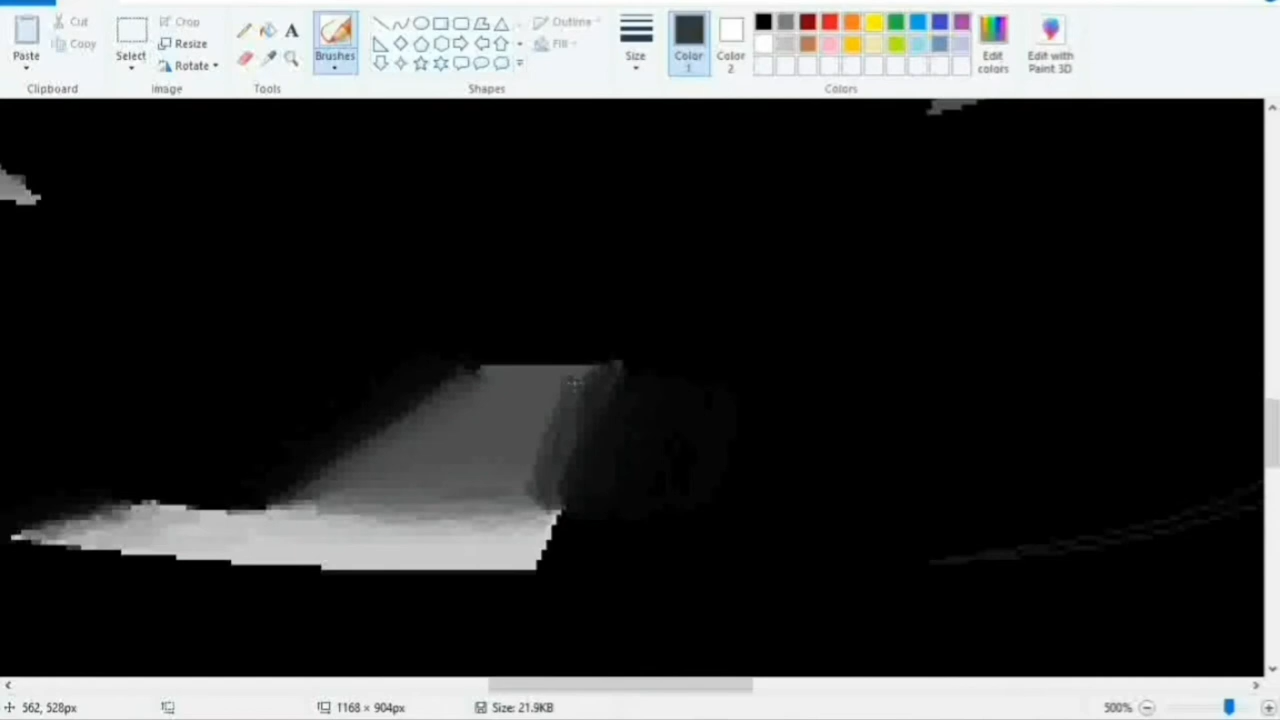 Paste
Cut
Copy
Clipboard
Select
Crop
Resize
Rotate
Image
A
Tools
Brushes
Shapes
Outline
Fill
Size
Color 1
Color 2
Colors
Edit colors
Edit with Paint 3D
562, 528px
1168 × 904px
Size: 21.9KB
500%